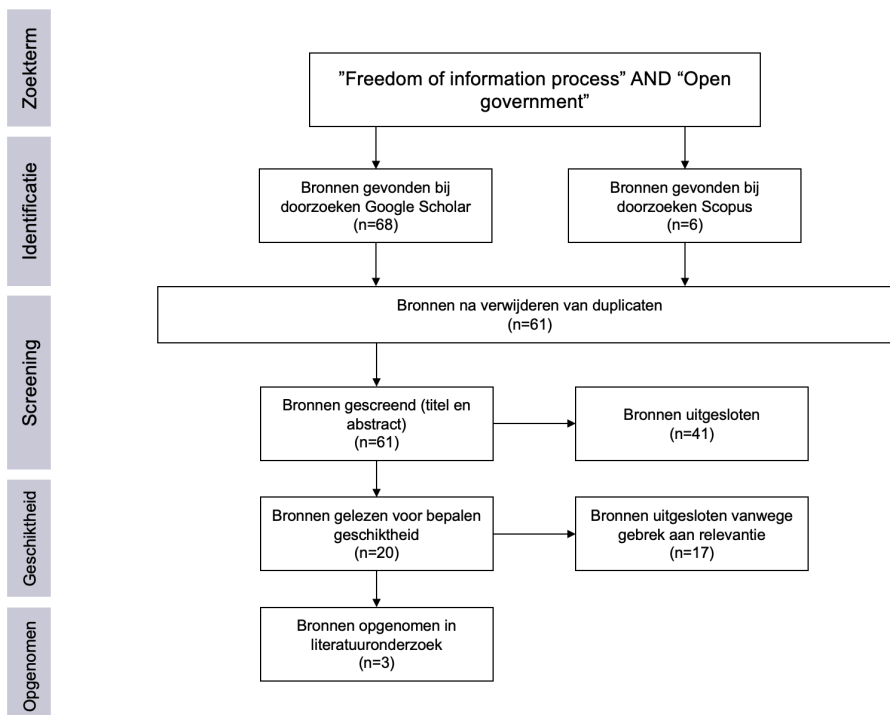 Zoekterm
”Freedom of information process” AND “Open
government”
Identificatie
Bronnen gevonden bij
doorzoeken Google Scholar
(n=68)
Bronnen gevonden bij
doorzoeken Scopus
(n=6)
Screening
Bronnen na verwijderen van duplicaten
(n=61)
Bronnen gescreend (titel en
abstract)
(n=61)
Bronnen uitgesloten
(n=41)
Geschiktheid
Bronnen gelezen voor bepalen
geschiktheid
(n=20)
Bronnen uitgesloten vanwege
gebrek aan relevantie
(n=17)
Opgenomen
Bronnen opgenomen in
literatuuronderzoek
(n=3)